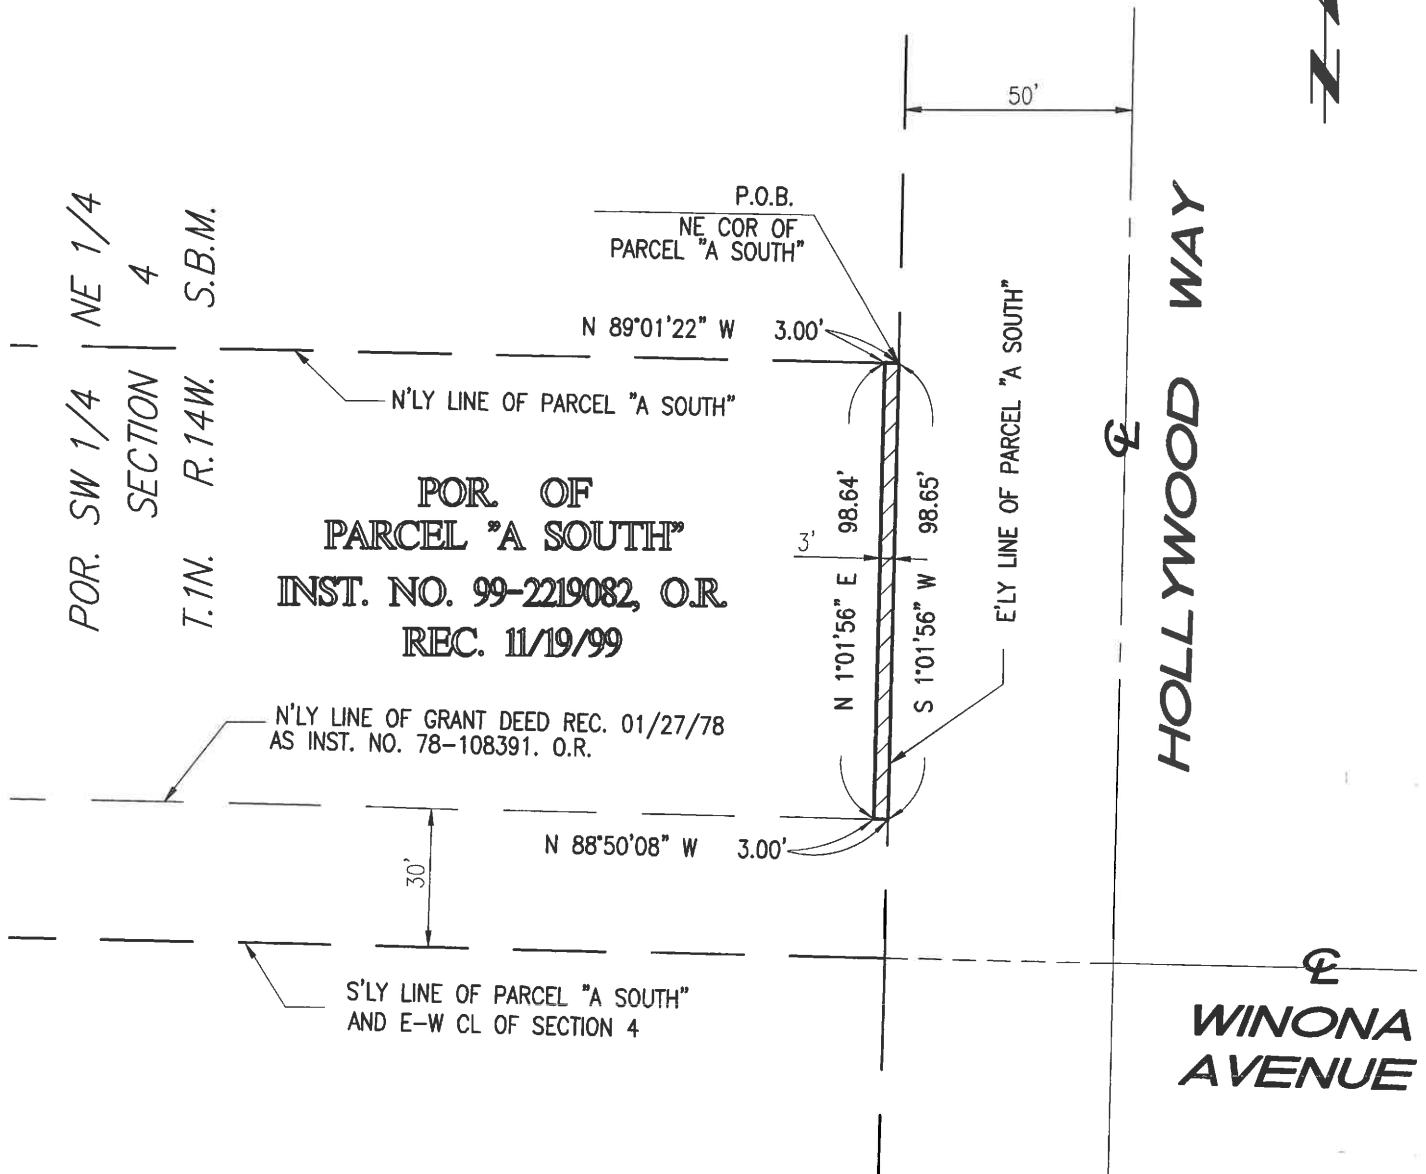 50'
P.O.B.
NE COR OF
PARCEL "A SOUTH"
N 89°01'22" W 3.00'
N'LY LINE OF PARCEL "A SOUTH"
POR. SW 1/4 NE 1/4
SECTION 4
T.1N. R.14W. S.B.M.
POR. OF
PARCEL "A SOUTH"
INST. NO. 99-2219082, O.R.
REC. 11/19/99
3'
N 1°01'56" E 98.64'
S 1°01'56" W 98.65'
E'LY LINE OF PARCEL "A SOUTH"
HOLLYWOOD WAY
CL
N
N'LY LINE OF GRANT DEED REC. 01/27/78
AS INST. NO. 78-108391. O.R.
N 88°50'08" W 3.00'
30'
S'LY LINE OF PARCEL "A SOUTH"
AND E-W CL OF SECTION 4
CL
WINONA
AVENUE